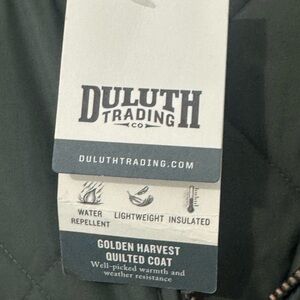 DULUTH
TRADING
CO
DULUTHTRADING.COM
WATER REPELLENT
LIGHTWEIGHT
INSULATED
GOLDEN HARVEST
QUILTED COAT
Well-picked warmth and
weather resistance